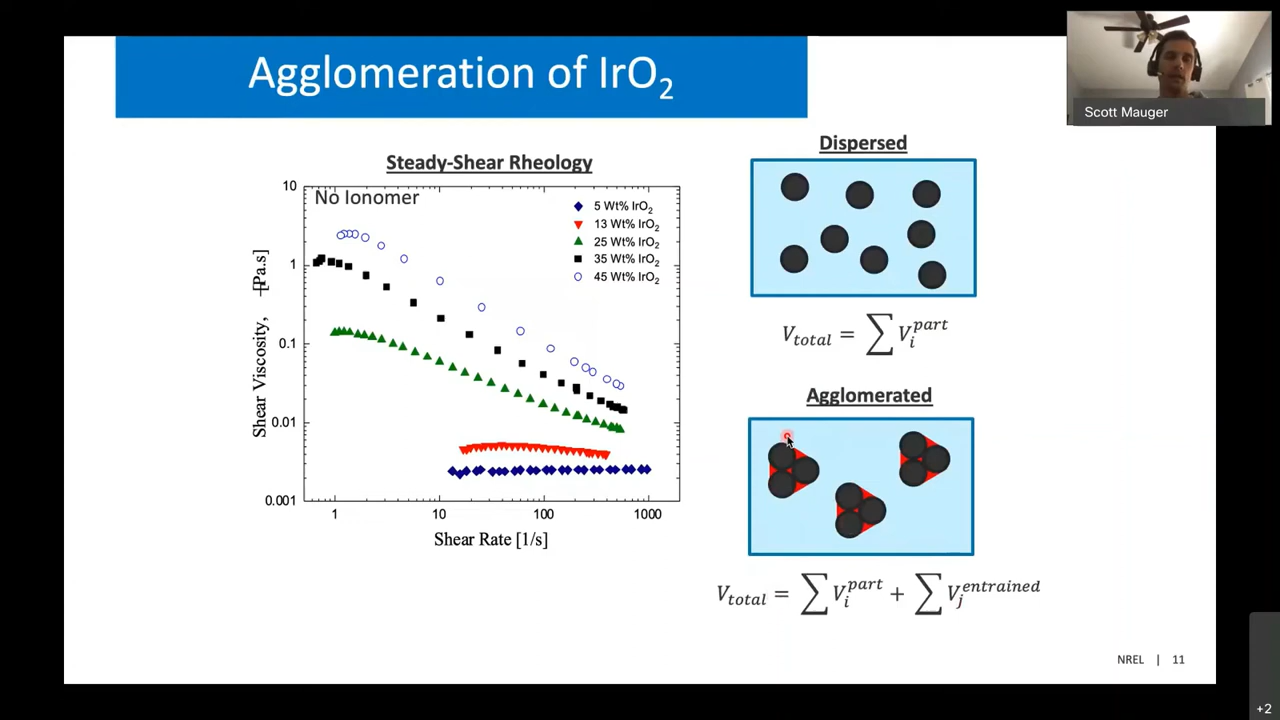 Agglomeration of IrO₂
Scott Mauger
Steady-Shear Rheology
No Ionomer
5 Wt% IrO₂
13 Wt% IrO₂
25 Wt% IrO₂
35 Wt% IrO₂
45 Wt% IrO₂
10
1
0.1
0.01
0.001
Shear Viscosity, [Pa.s]
1
10
100
1000
Shear Rate [1/s]
Dispersed
V_total = ∑ V_i^part
Agglomerated
V_total = ∑ V_i^part + ∑ V_j^entrained
NREL | 11
+2